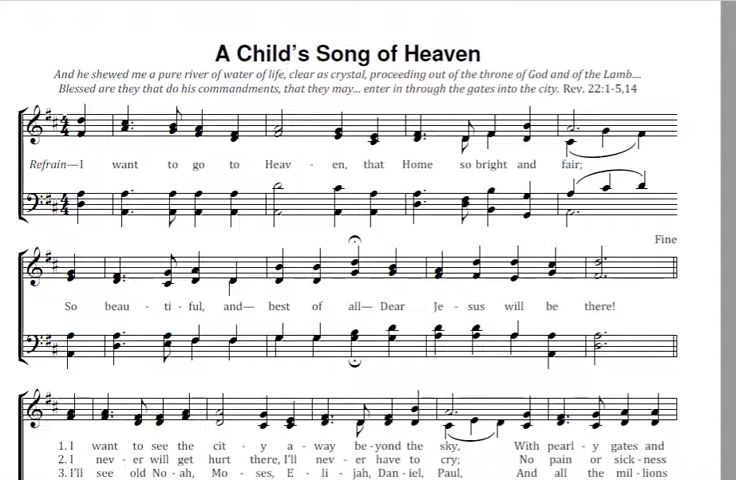 A Child's Song of Heaven
And he shewed me a pure river of water of life, clear as crystal, proceeding out of the throne of God and of the Lamb....
Blessed are they that do his commandments, that they may... enter in through the gates into the city. Rev. 22:1-5,14
Refrain—I want to go to Heav - en, that Home so bright and fair;
Fine
So beau - ti - ful, and— best of all— Dear Je - sus will be there!
1. I want to see the cit - y a - way be - yond the sky, With pearl - y gates and
2. I nev - er will get hurt there, I'll nev - er have to cry; No pain or sick - ness
3. I'll see old No - ah, Mo - ses, E - li - jah, Dan - iel, Paul, And all the mil - lions